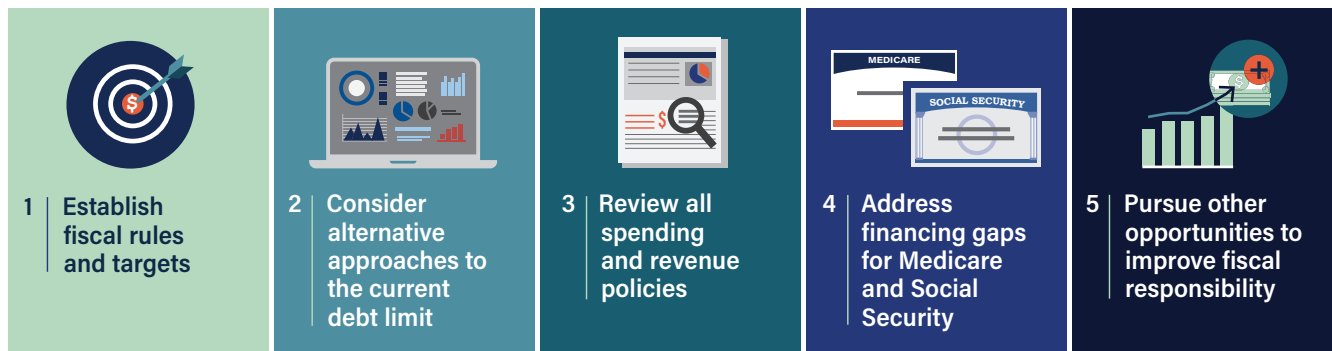 $
$
MEDICARE
SOCIAL SECURITY
$
1
Establish
fiscal rules
and targets
2
Consider
alternative
approaches to
the current
debt limit
3
Review all
spending
and revenue
policies
4
Address
financing gaps
for Medicare
and Social
Security
5
Pursue other
opportunities to
improve fiscal
responsibility